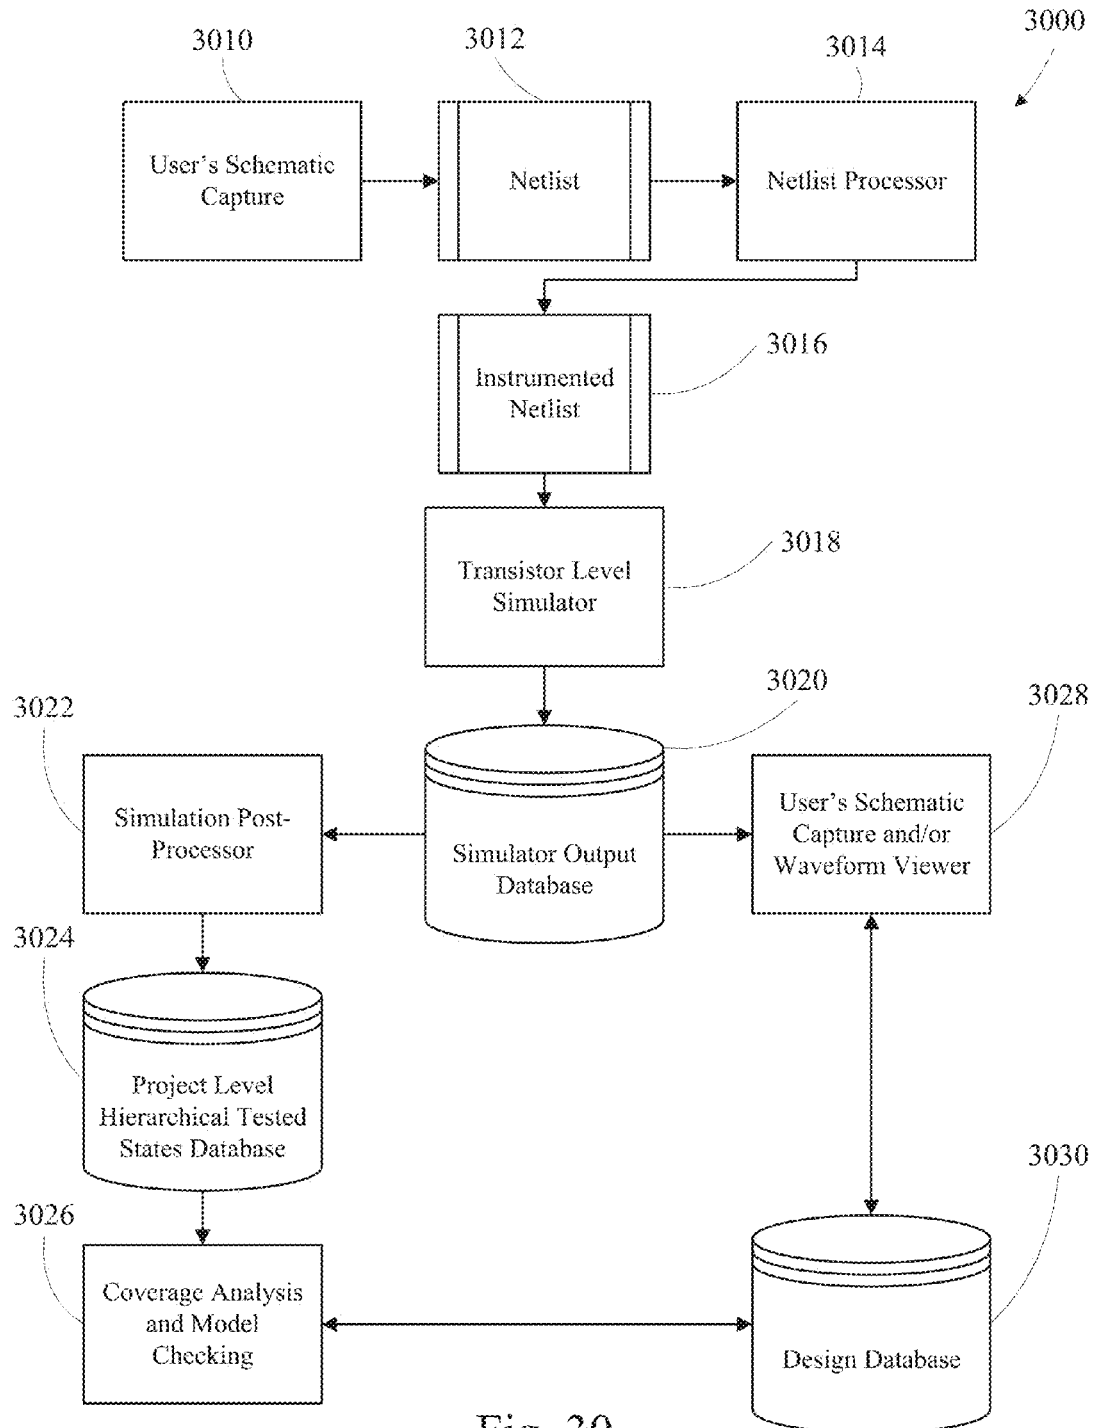 3000
3010
3012
3014
User's Schematic
Capture
Netlist
Netlist Processor
Instrumented
Netlist
3016
Transistor Level
Simulator
3018
3020
3022
3028
Simulation Post-
Processor
Simulator Output
Database
User's Schematic
Capture and/or
Waveform Viewer
3024
Project Level
Hierarchical Tested
States Database
3030
3026
Coverage Analysis
and Model
Checking
Design Database
Fig. 30